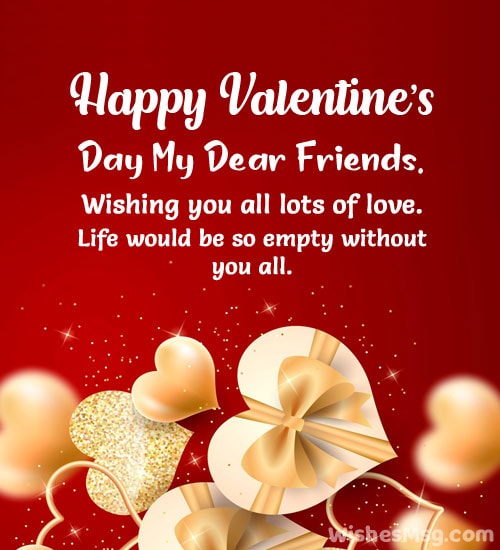 Happy Valentine's
Day My Dear Friends.
Wishing you all lots of love.
Life would be so empty without
you all.
WishesMsg.com